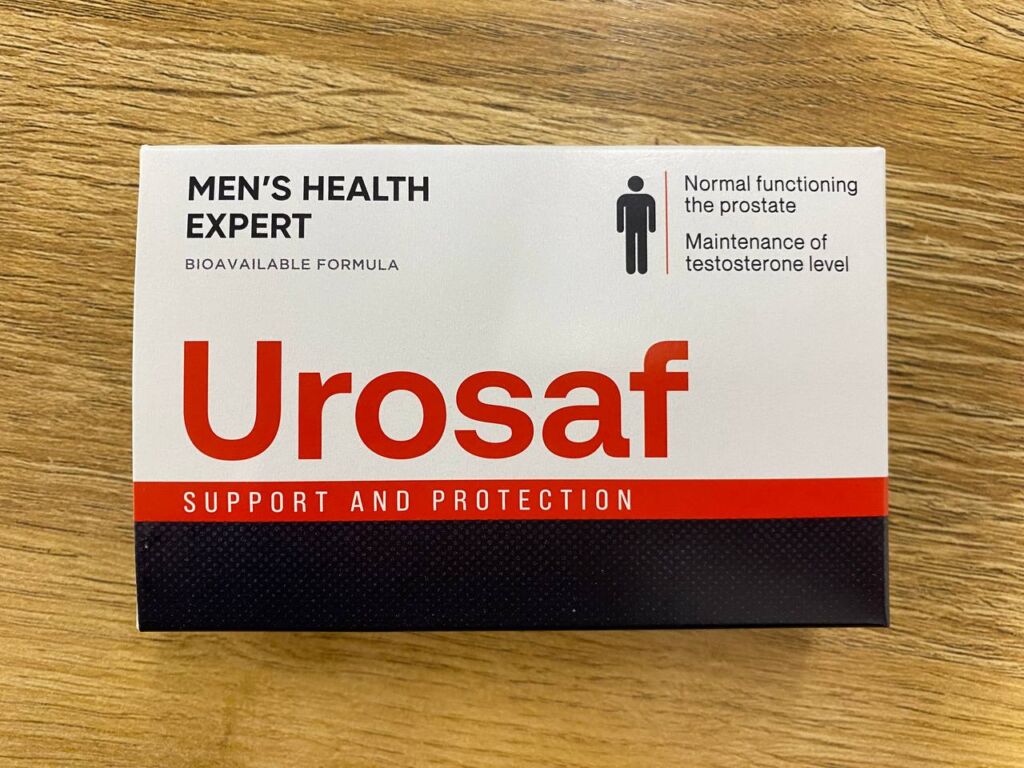 MEN'S HEALTH
EXPERT
BIOAVAILABLE FORMULA
Normal functioning
the prostate
Maintenance of
testosterone level
Urosaf
SUPPORT AND PROTECTION